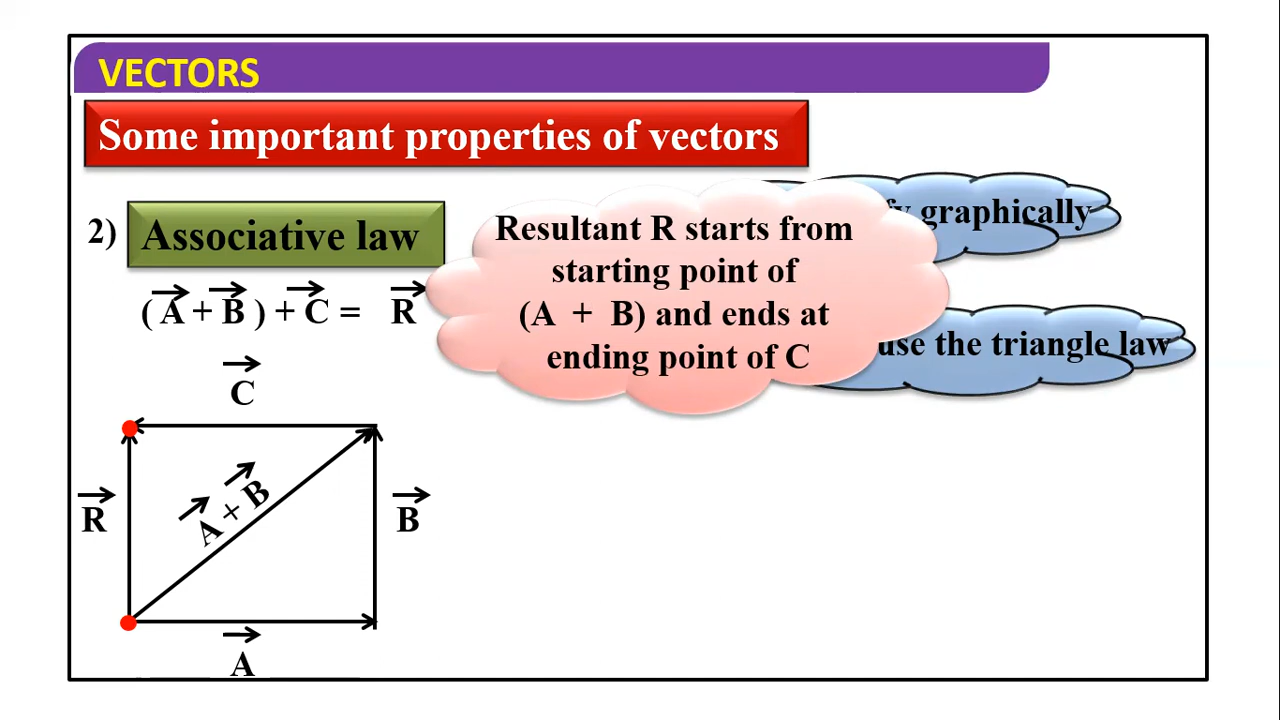 VECTORS
Some important properties of vectors
2) Associative law
graphically
Resultant R starts from
starting point of
(A + B) and ends at
ending point of C
(A + B ) + C = R
use the triangle law
C
R
A + B
B
A